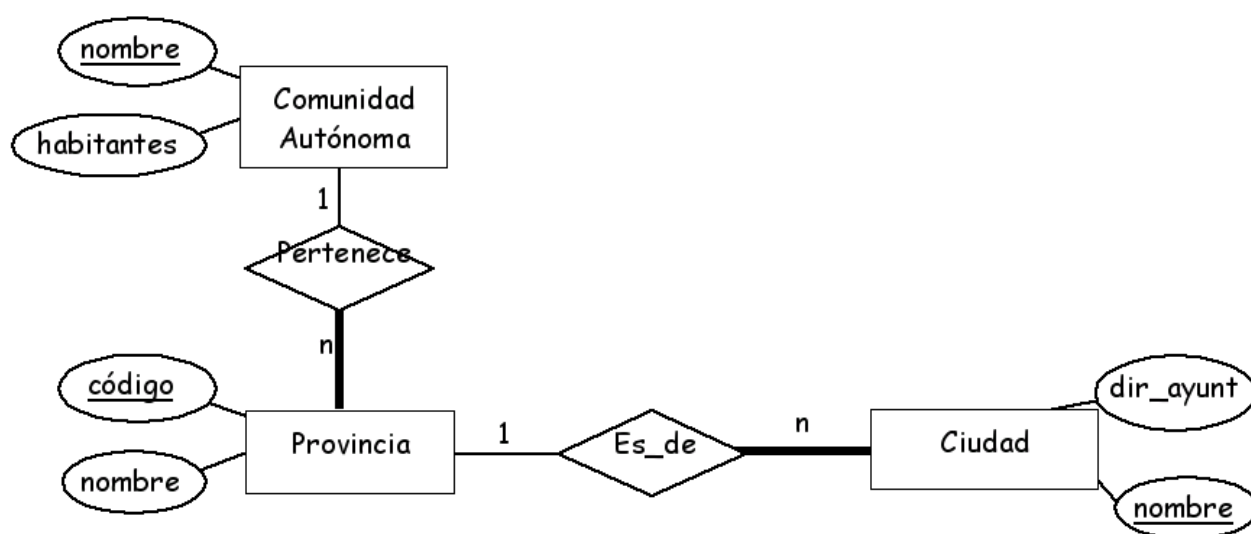 nombre
Comunidad
Autónoma
habitantes
1
Pertenece
n
código
Provincia
nombre
1
Es_de
n
Ciudad
dir_ayunt
nombre